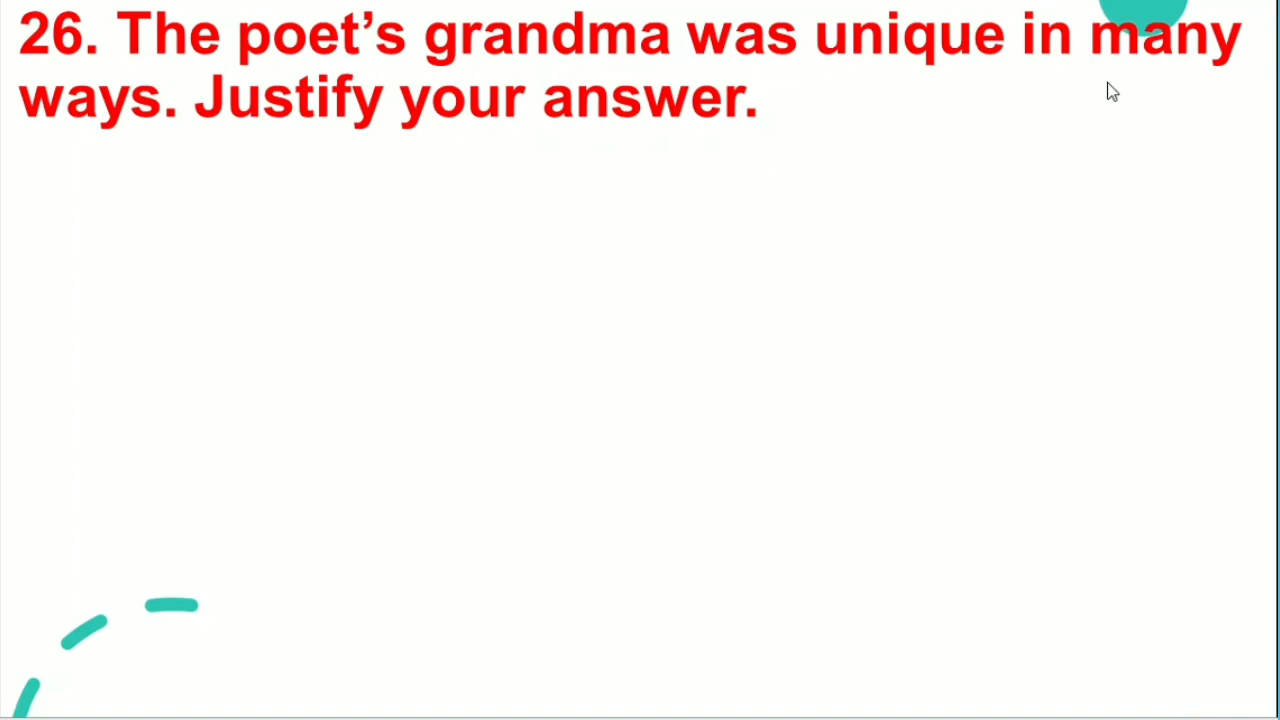 26. The poet’s grandma was unique in many
ways. Justify your answer.